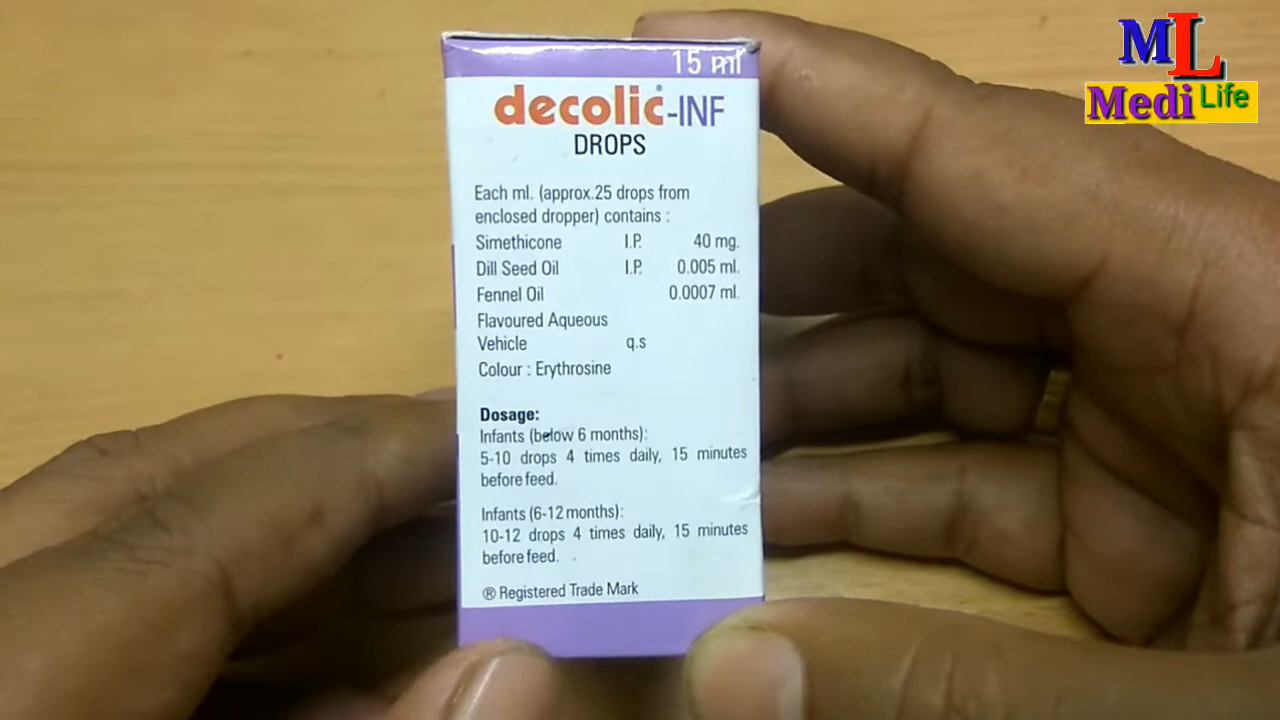 15 ml
decolic®-INF
DROPS
Each ml. (approx.25 drops from
enclosed dropper) contains :
Simethicone I.P. 40 mg.
Dill Seed Oil I.P. 0.005 ml.
Fennel Oil 0.0007 ml.
Flavoured Aqueous
Vehicle q.s
Colour : Erythrosine
Dosage:
Infants (below 6 months):
5-10 drops 4 times daily, 15 minutes
before feed.
Infants (6-12 months):
10-12 drops 4 times daily, 15 minutes
before feed.
® Registered Trade Mark
ML
Medi Life